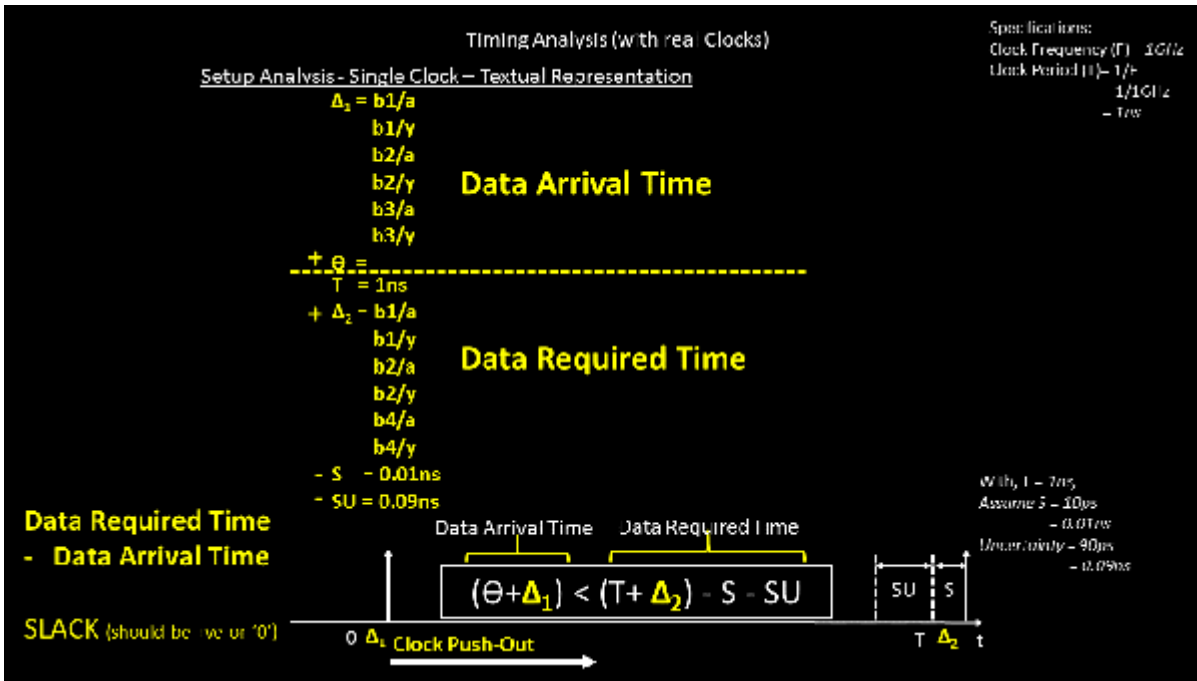 Timing Analysis (with real Clocks)
Setup Analysis - Single Clock – Textual Representation
Specifications:
Clock Frequency (F) - 1GHz
Clock Period (T)= 1/F
1/1GHz
= 1ns
Δ₁ = b1/a
b1/y
b2/a
b2/y
b3/a
b3/y
Data Arrival Time
+ Θ =
T = 1ns
+ Δ₂ - b1/a
b1/y
b2/a
b2/y
b4/a
b4/y
Data Required Time
- S - 0.01ns
- SU = 0.09ns
With, T = 1ns,
Assume S = 10ps
= 0.01ns
Uncertainty = 90ps
= 0.09ns
Data Required Time
- Data Arrival Time
SLACK (should be +ve or '0')
Data Arrival Time Data Required Time
(Θ+Δ₁) < (T+ Δ₂) - S - SU
SU S
0 Δ₁ T Δ₂ t
Clock Push-Out